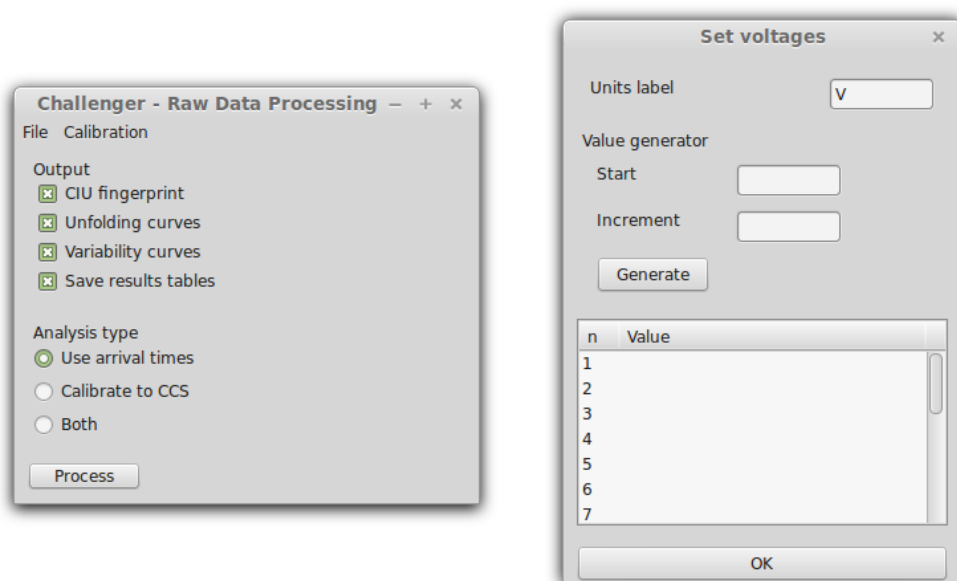 Challenger - Raw Data Processing
File Calibration
Output
CIU fingerprint
Unfolding curves
Variability curves
Save results tables
Analysis type
Use arrival times
Calibrate to CCS
Both
Process
Set voltages
Units label V
Value generator
Start
Increment
Generate
n Value
1
2
3
4
5
6
7
OK